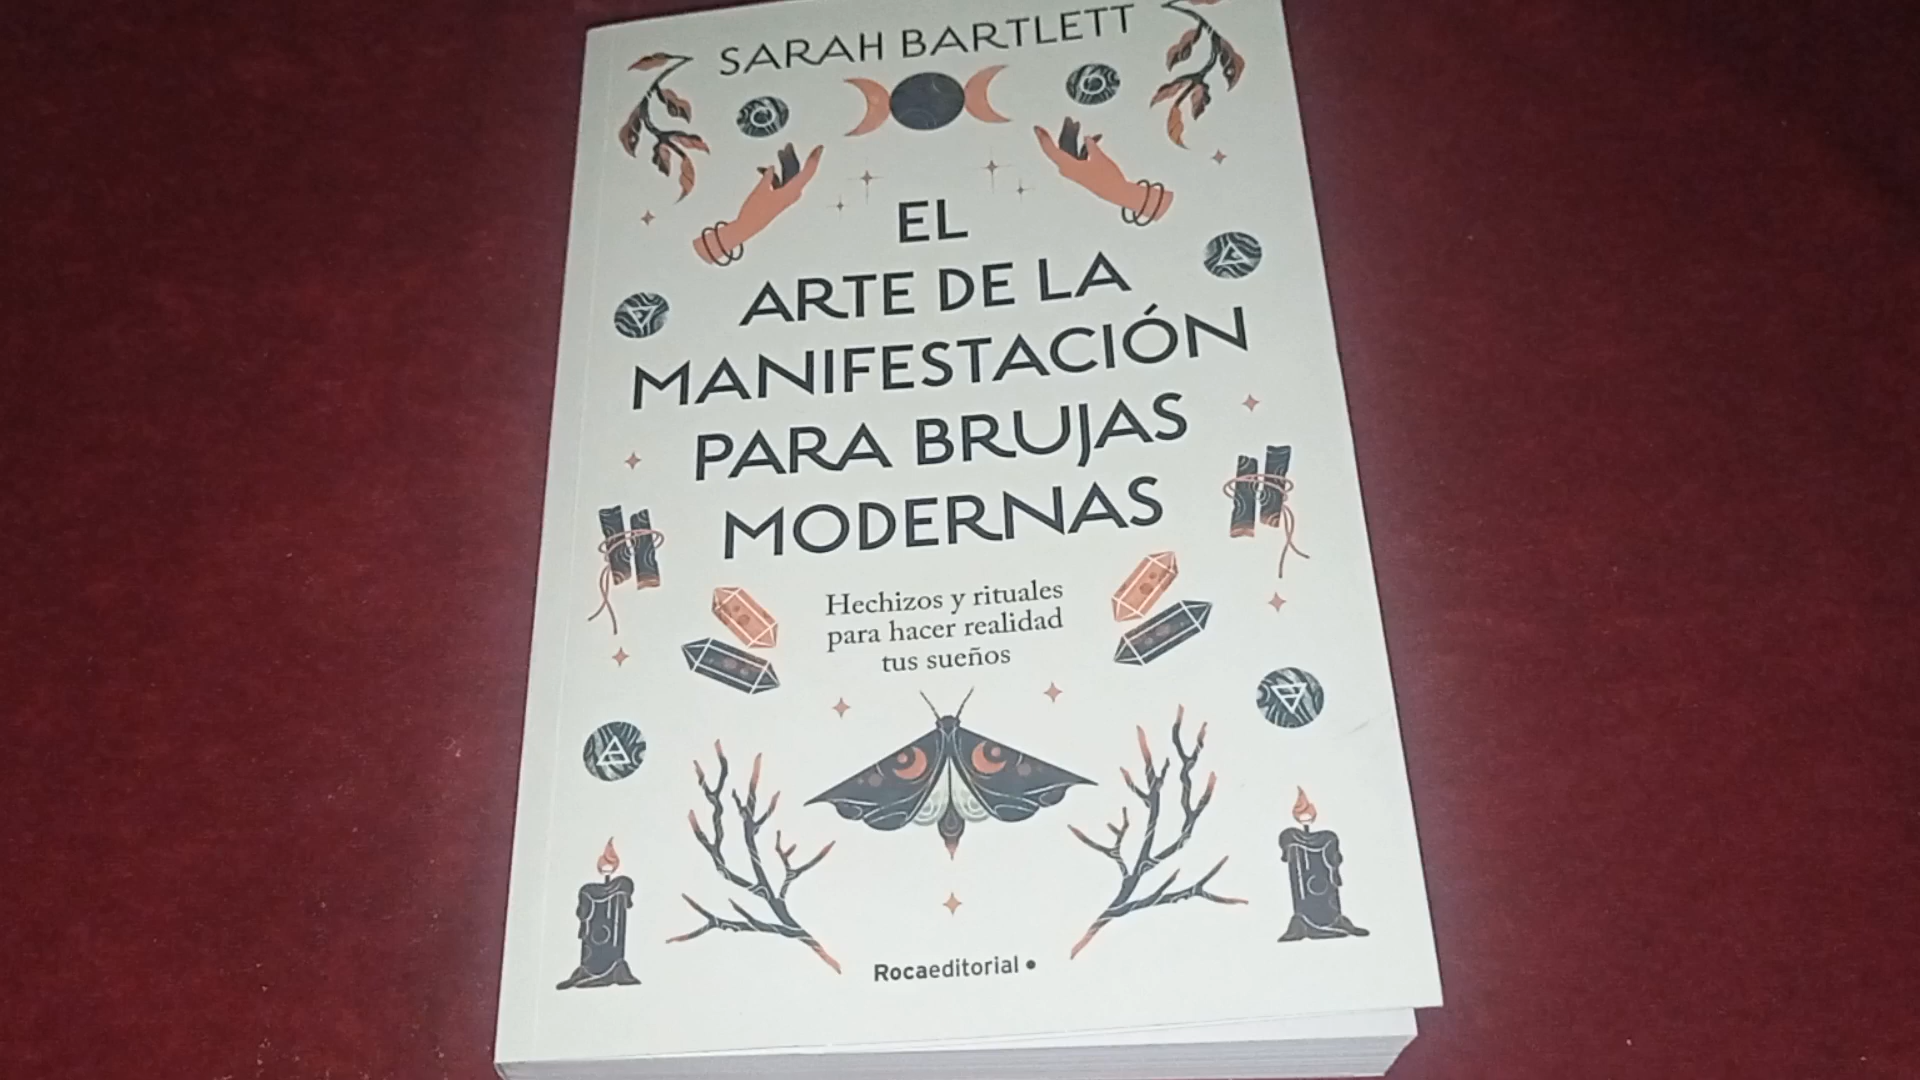 SARAH BARTLETT
EL
ARTE DE LA
MANIFESTACIÓN
PARA BRUJAS
MODERNAS
Hechizos y rituales
para hacer realidad
tus sueños
Rocaeditorial •